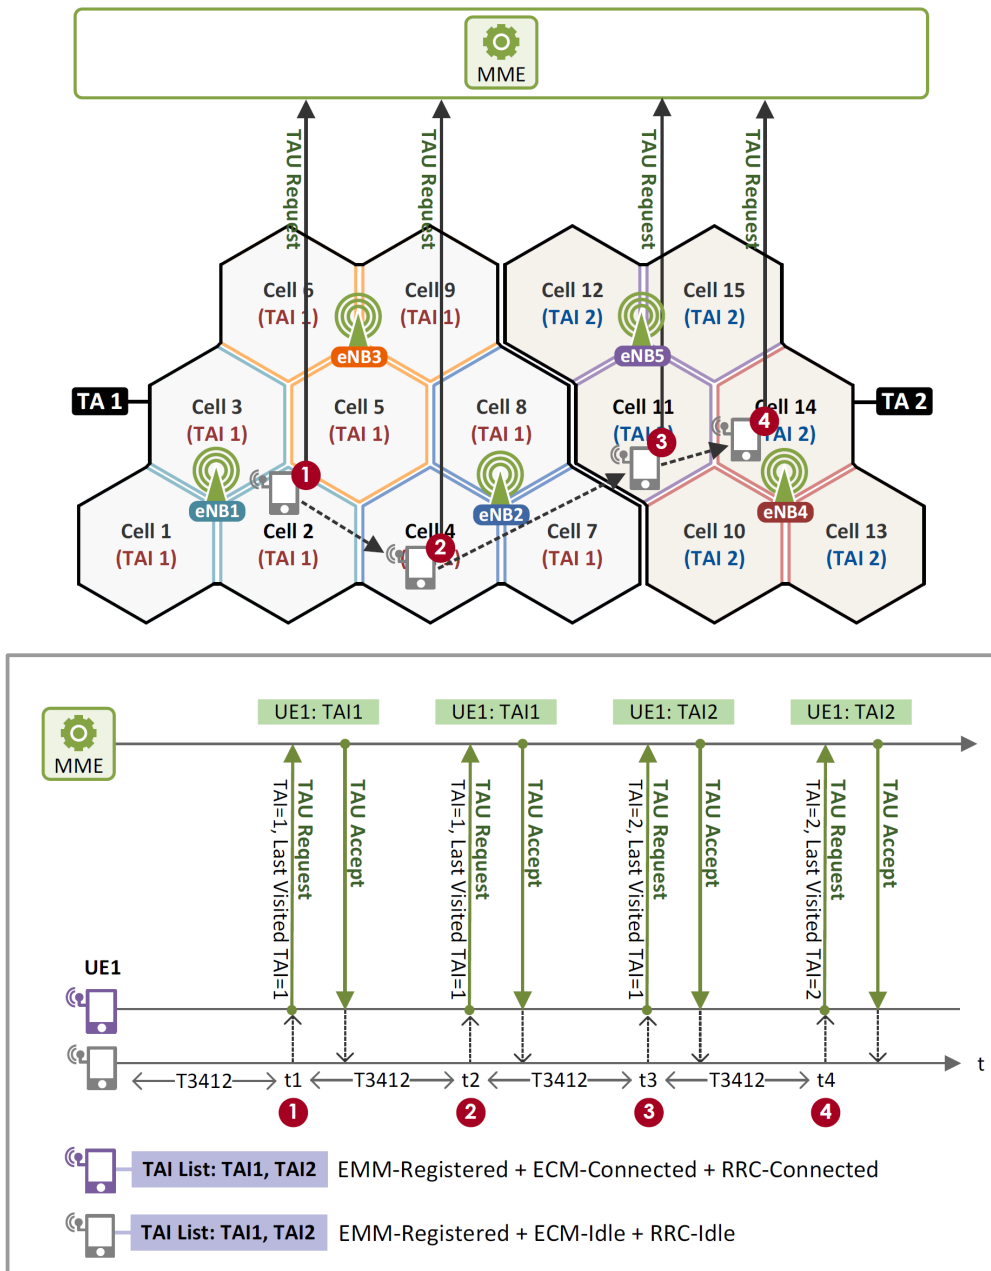 MME
TAU Request
TAU Request
TAU Request
TAU Request
Cell 6
(TAI 1)
Cell 9
(TAI 1)
Cell 12
(TAI 2)
Cell 15
(TAI 2)
eNB3
eNB5
TA 1
Cell 3
(TAI 1)
Cell 5
(TAI 1)
Cell 8
(TAI 1)
Cell 11
(TAI
Cell 14
TAI 2)
TA 2
1
3
4
eNB1
eNB2
eNB4
Cell 1
(TAI 1)
Cell 2
(TAI 1)
Cell 4
1)
2
Cell 7
(TAI 1)
Cell 10
(TAI 2)
Cell 13
(TAI 2)
UE1: TAI1
UE1: TAI1
UE1: TAI2
UE1: TAI2
MME
TAU Request
TAI=1, Last Visited TAI=1
TAU Accept
TAU Request
TAI=1, Last Visited TAI=1
TAU Accept
TAU Request
TAI=2, Last Visited TAI=1
TAU Accept
TAU Request
TAI=2, Last Visited TAI=2
TAU Accept
UE1
t
T3412
t1
T3412
t2
T3412
t3
T3412
t4
1
2
3
4
TAI List: TAI1, TAI2
EMM-Registered + ECM-Connected + RRC-Connected
TAI List: TAI1, TAI2
EMM-Registered + ECM-Idle + RRC-Idle